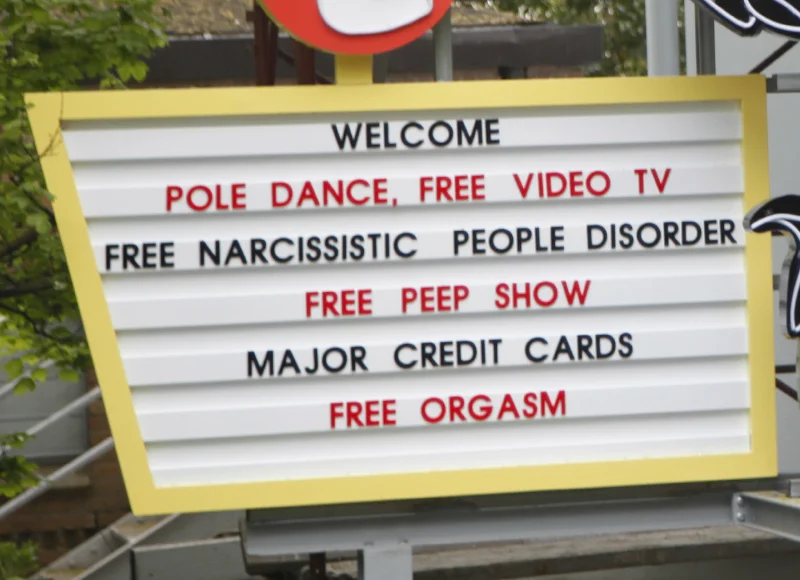 WELCOME
POLE DANCE, FREE VIDEO TV
FREE NARCISSISTIC PEOPLE DISORDER
FREE PEEP SHOW
MAJOR CREDIT CARDS
FREE ORGASM